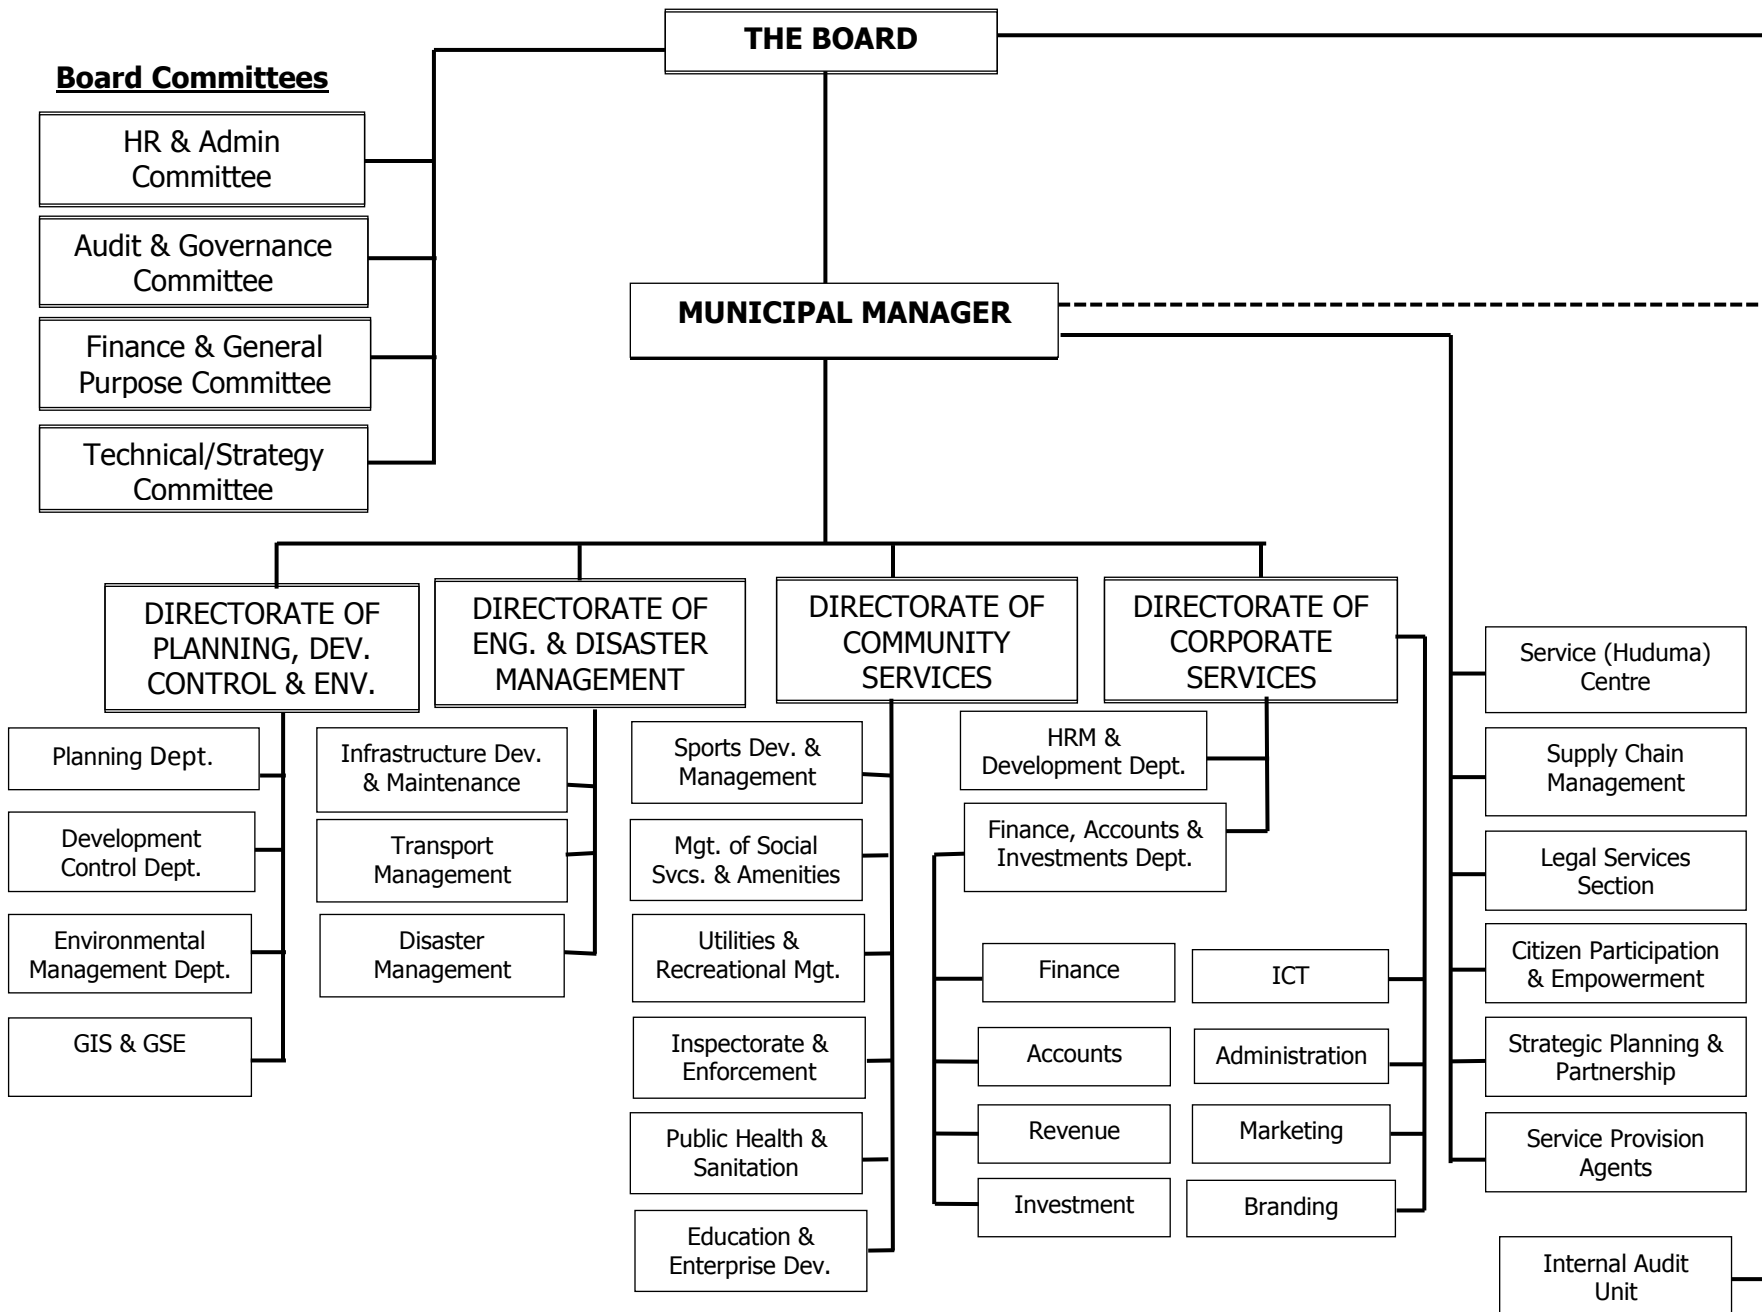 THE BOARD
Board Committees
HR & Admin
Committee
Audit & Governance
Committee
Finance & General
Purpose Committee
Technical/Strategy
Committee
MUNICIPAL MANAGER
DIRECTORATE OF
PLANNING, DEV.
CONTROL & ENV.
Planning Dept.
Development
Control Dept.
Environmental
Management Dept.
GIS & GSE
DIRECTORATE OF
ENG. & DISASTER
MANAGEMENT
Infrastructure Dev.
& Maintenance
Transport
Management
Disaster
Management
DIRECTORATE OF
COMMUNITY
SERVICES
Sports Dev. &
Management
Mgt. of Social
Svcs. & Amenities
Utilities &
Recreational Mgt.
Inspectorate &
Enforcement
Public Health &
Sanitation
Education &
Enterprise Dev.
DIRECTORATE OF
CORPORATE
SERVICES
HRM &
Development Dept.
Finance, Accounts &
Investments Dept.
Finance
Accounts
Revenue
Investment
ICT
Administration
Marketing
Branding
Service (Huduma)
Centre
Supply Chain
Management
Legal Services
Section
Citizen Participation
& Empowerment
Strategic Planning &
Partnership
Service Provision
Agents
Internal Audit
Unit